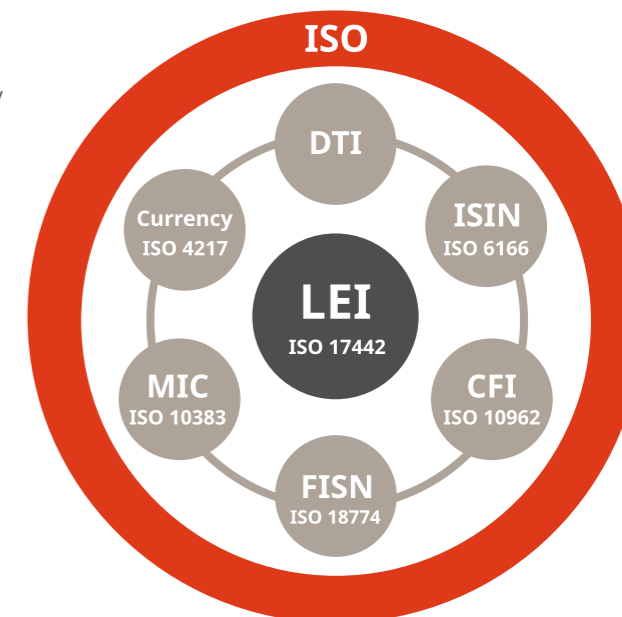 ISO
DTI
Currency
ISO 4217
ISIN
ISO 6166
LEI
ISO 17442
MIC
ISO 10383
CFI
ISO 10962
FISN
ISO 18774